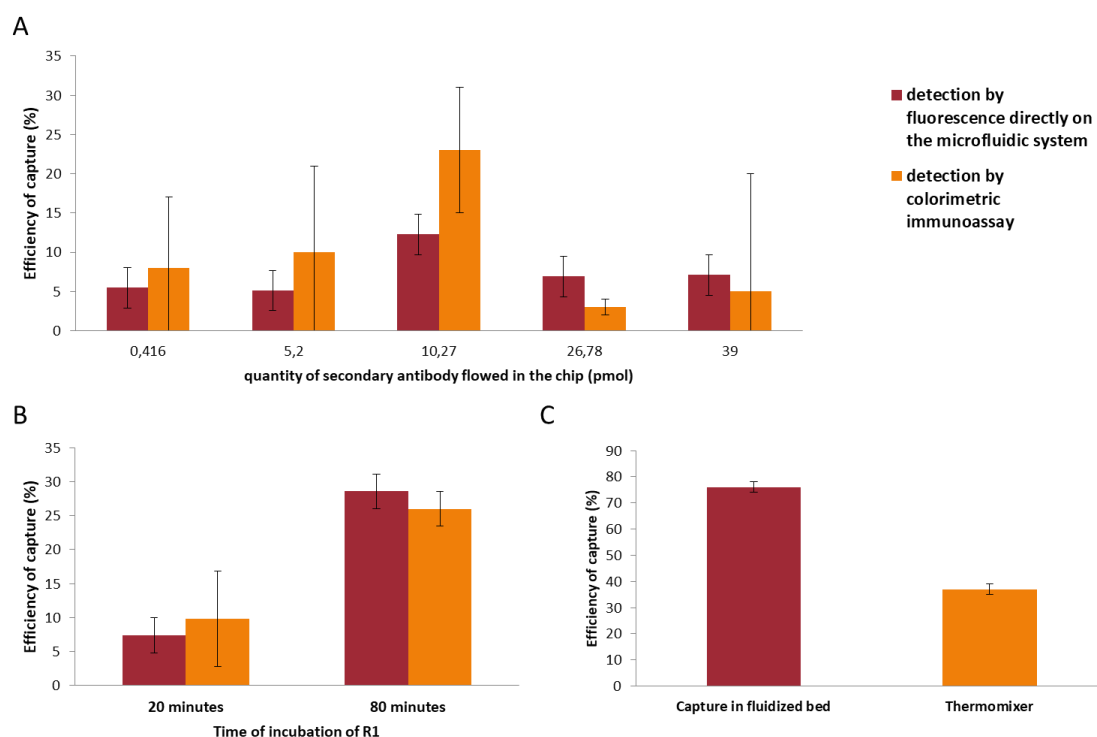 A
35
30
25
20
15
10
5
0
Efficiency of capture (%)
0,416 5,2 10,27 26,78 39
quantity of secondary antibody flowed in the chip (pmol)
detection by
fluorescence directly on
the microfluidic system
detection by
colorimetric
immunoassay
B
35
30
25
20
15
10
5
0
Efficiency of capture (%)
20 minutes 80 minutes
Time of incubation of R1
C
90
80
70
60
50
40
30
20
10
0
Efficiency of capture (%)
Capture in fluidized bed Thermomixer